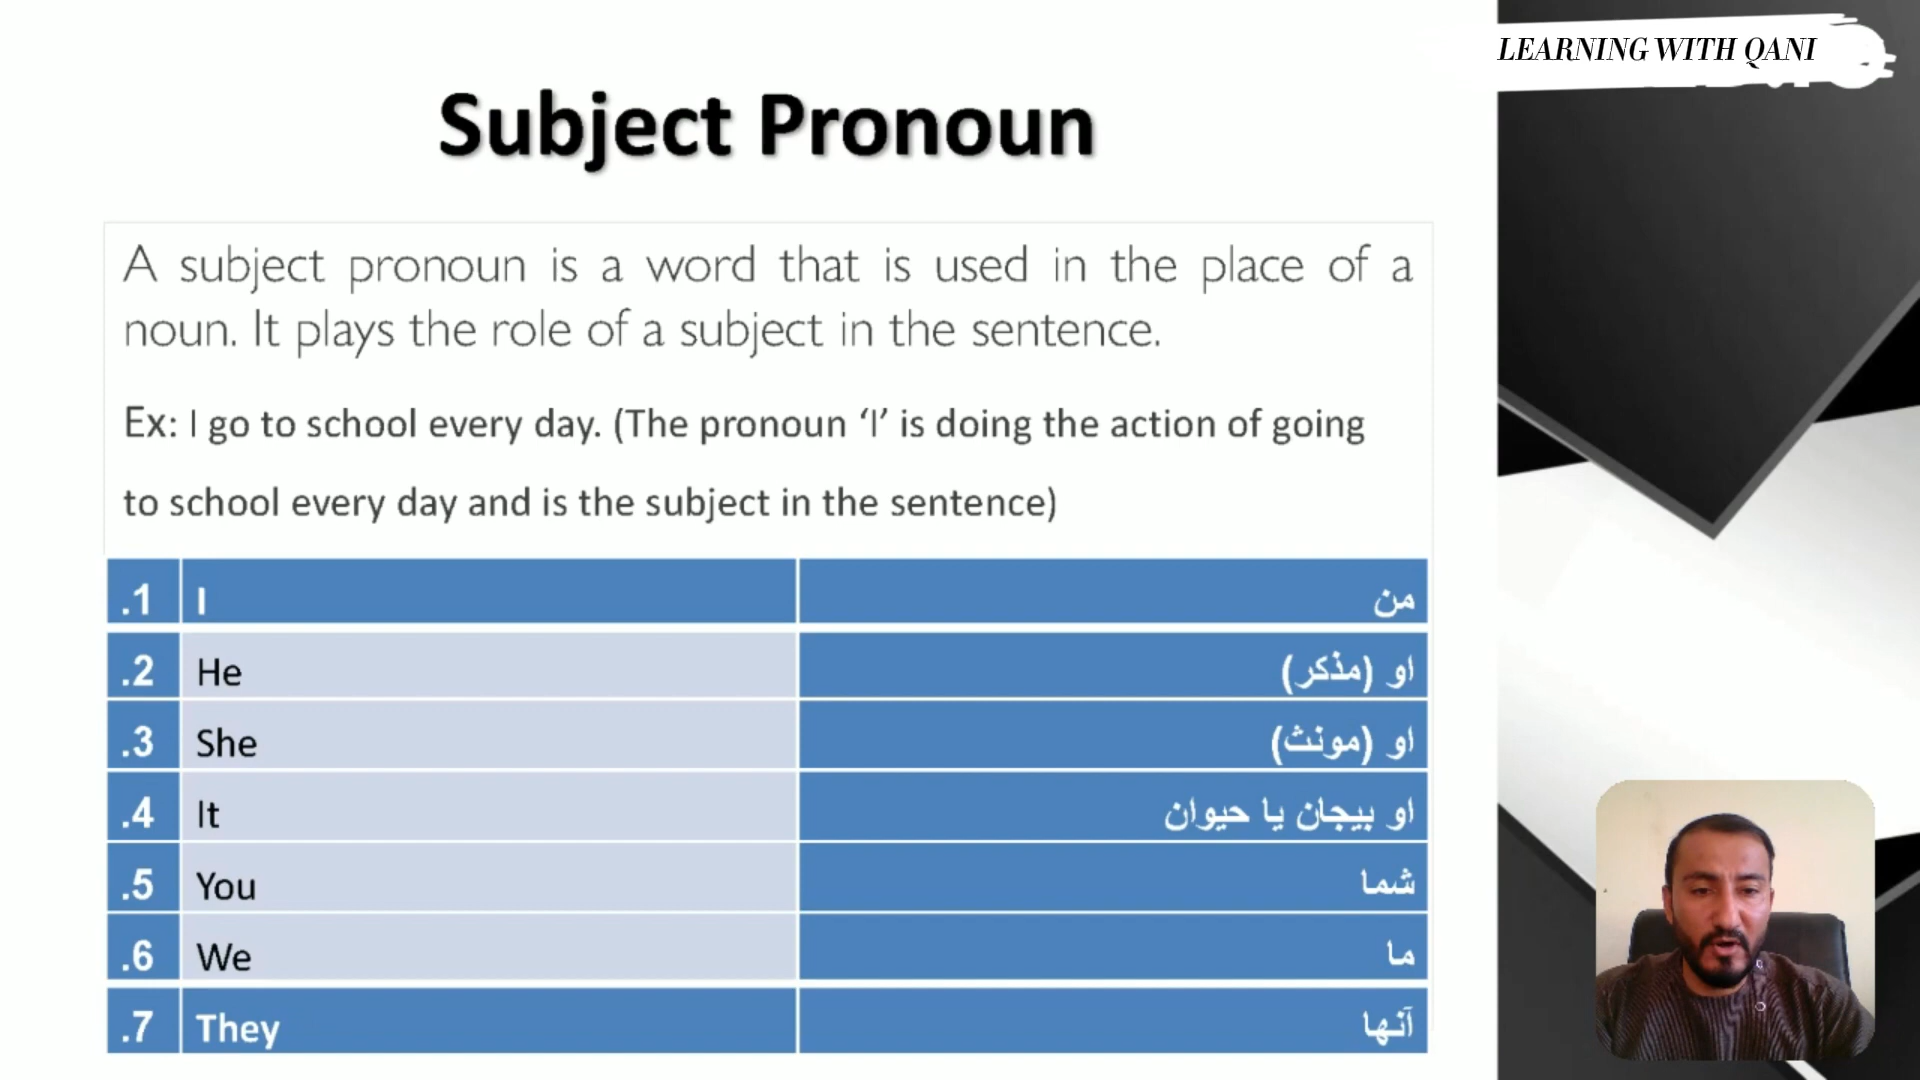 LEARNING WITH QANI
Subject Pronoun
A subject pronoun is a word that is used in the place of a
noun. It plays the role of a subject in the sentence.
Ex: I go to school every day. (The pronoun ‘I’ is doing the action of going
to school every day and is the subject in the sentence)
.1 I من
.2 He او (مذکر)
.3 She او (مونث)
.4 It او بیجان یا حیوان
.5 You شما
.6 We ما
.7 They آنها